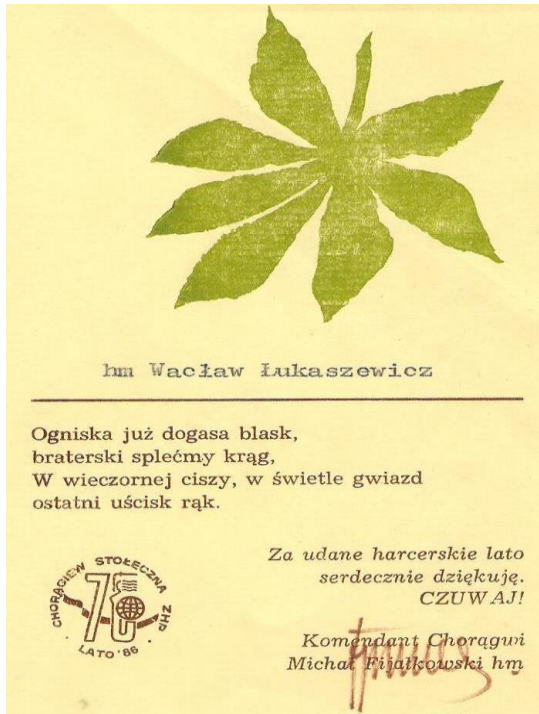 hm Wacław Łukaszewicz
Ogniska już dogasa blask,
braterski splećmy krąg,
W wieczornej ciszy, w świetle gwiazd
ostatni uścisk rąk.
CHORĄGIEW STOŁECZNA ZHP
LATO '86
Za udane harcerskie lato
serdecznie dziękuję.
CZUWAJ!
Komendant Chorągwi
Michał Fijałkowski hm